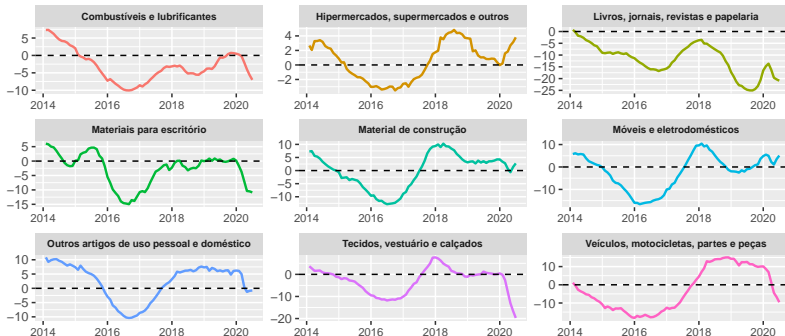 Combustíveis e lubrificantes
5
0
−5
−10
2014 2016 2018 2020
Hipermercados, supermercados e outros
4
2
0
−2
2014 2016 2018 2020
Livros, jornais, revistas e papelaria
0
−5
−10
−15
−20
−25
2014 2016 2018 2020
Materiais para escritório
5
0
−5
−10
−15
2014 2016 2018 2020
Material de construção
10
5
0
−5
−10
2014 2016 2018 2020
Móveis e eletrodomésticos
10
0
−10
2014 2016 2018 2020
Outros artigos de uso pessoal e doméstico
10
5
0
−5
−10
2014 2016 2018 2020
Tecidos, vestuário e calçados
0
−10
−20
2014 2016 2018 2020
Veículos, motocicletas, partes e peças
10
0
−10
2014 2016 2018 2020